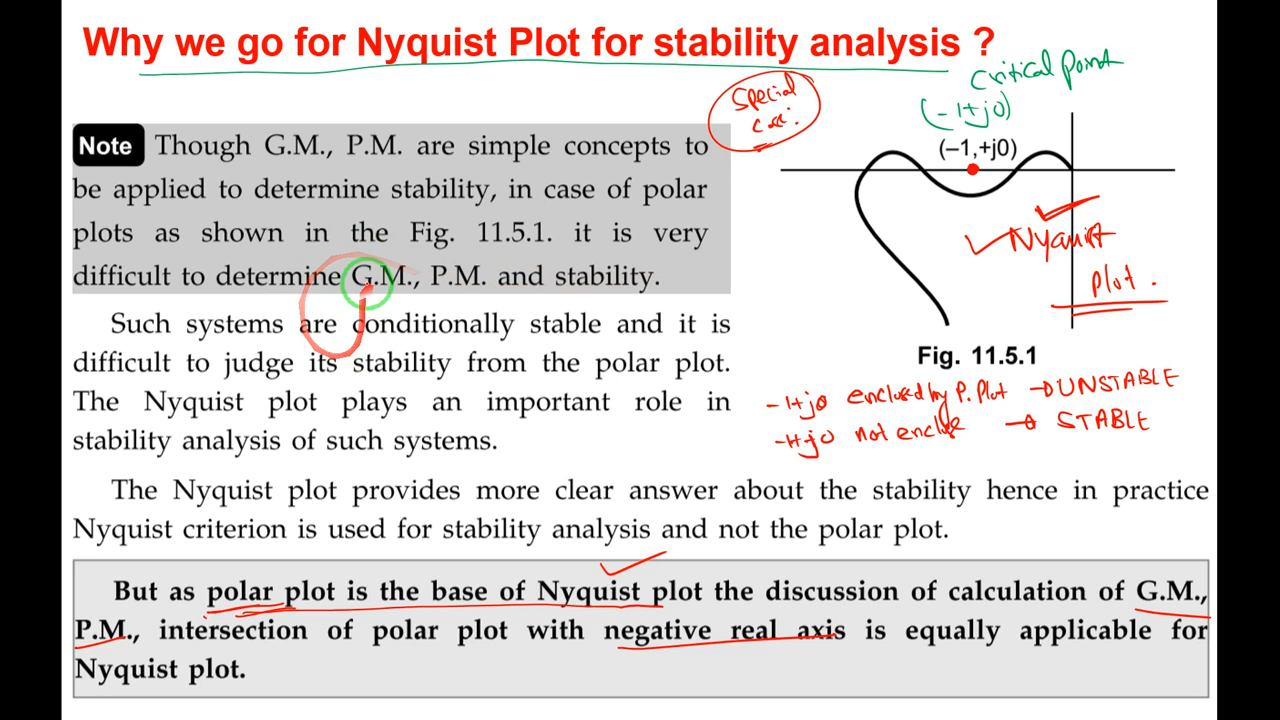 Why we go for Nyquist Plot for stability analysis ?
critical point
special
case:
(-1+j0)
(–1,+j0)
Note Though G.M., P.M. are simple concepts to
be applied to determine stability, in case of polar
plots as shown in the Fig. 11.5.1. it is very
difficult to determine G.M., P.M. and stability.
Nyquist
plot.
Such systems are conditionally stable and it is
difficult to judge its stability from the polar plot.
The Nyquist plot plays an important role in
stability analysis of such systems.
Fig. 11.5.1
-1+j0 enclosed by P. Plot → UNSTABLE
-1+j0 not enclose → STABLE
The Nyquist plot provides more clear answer about the stability hence in practice
Nyquist criterion is used for stability analysis and not the polar plot.
But as polar plot is the base of Nyquist plot the discussion of calculation of G.M.,
P.M., intersection of polar plot with negative real axis is equally applicable for
Nyquist plot.